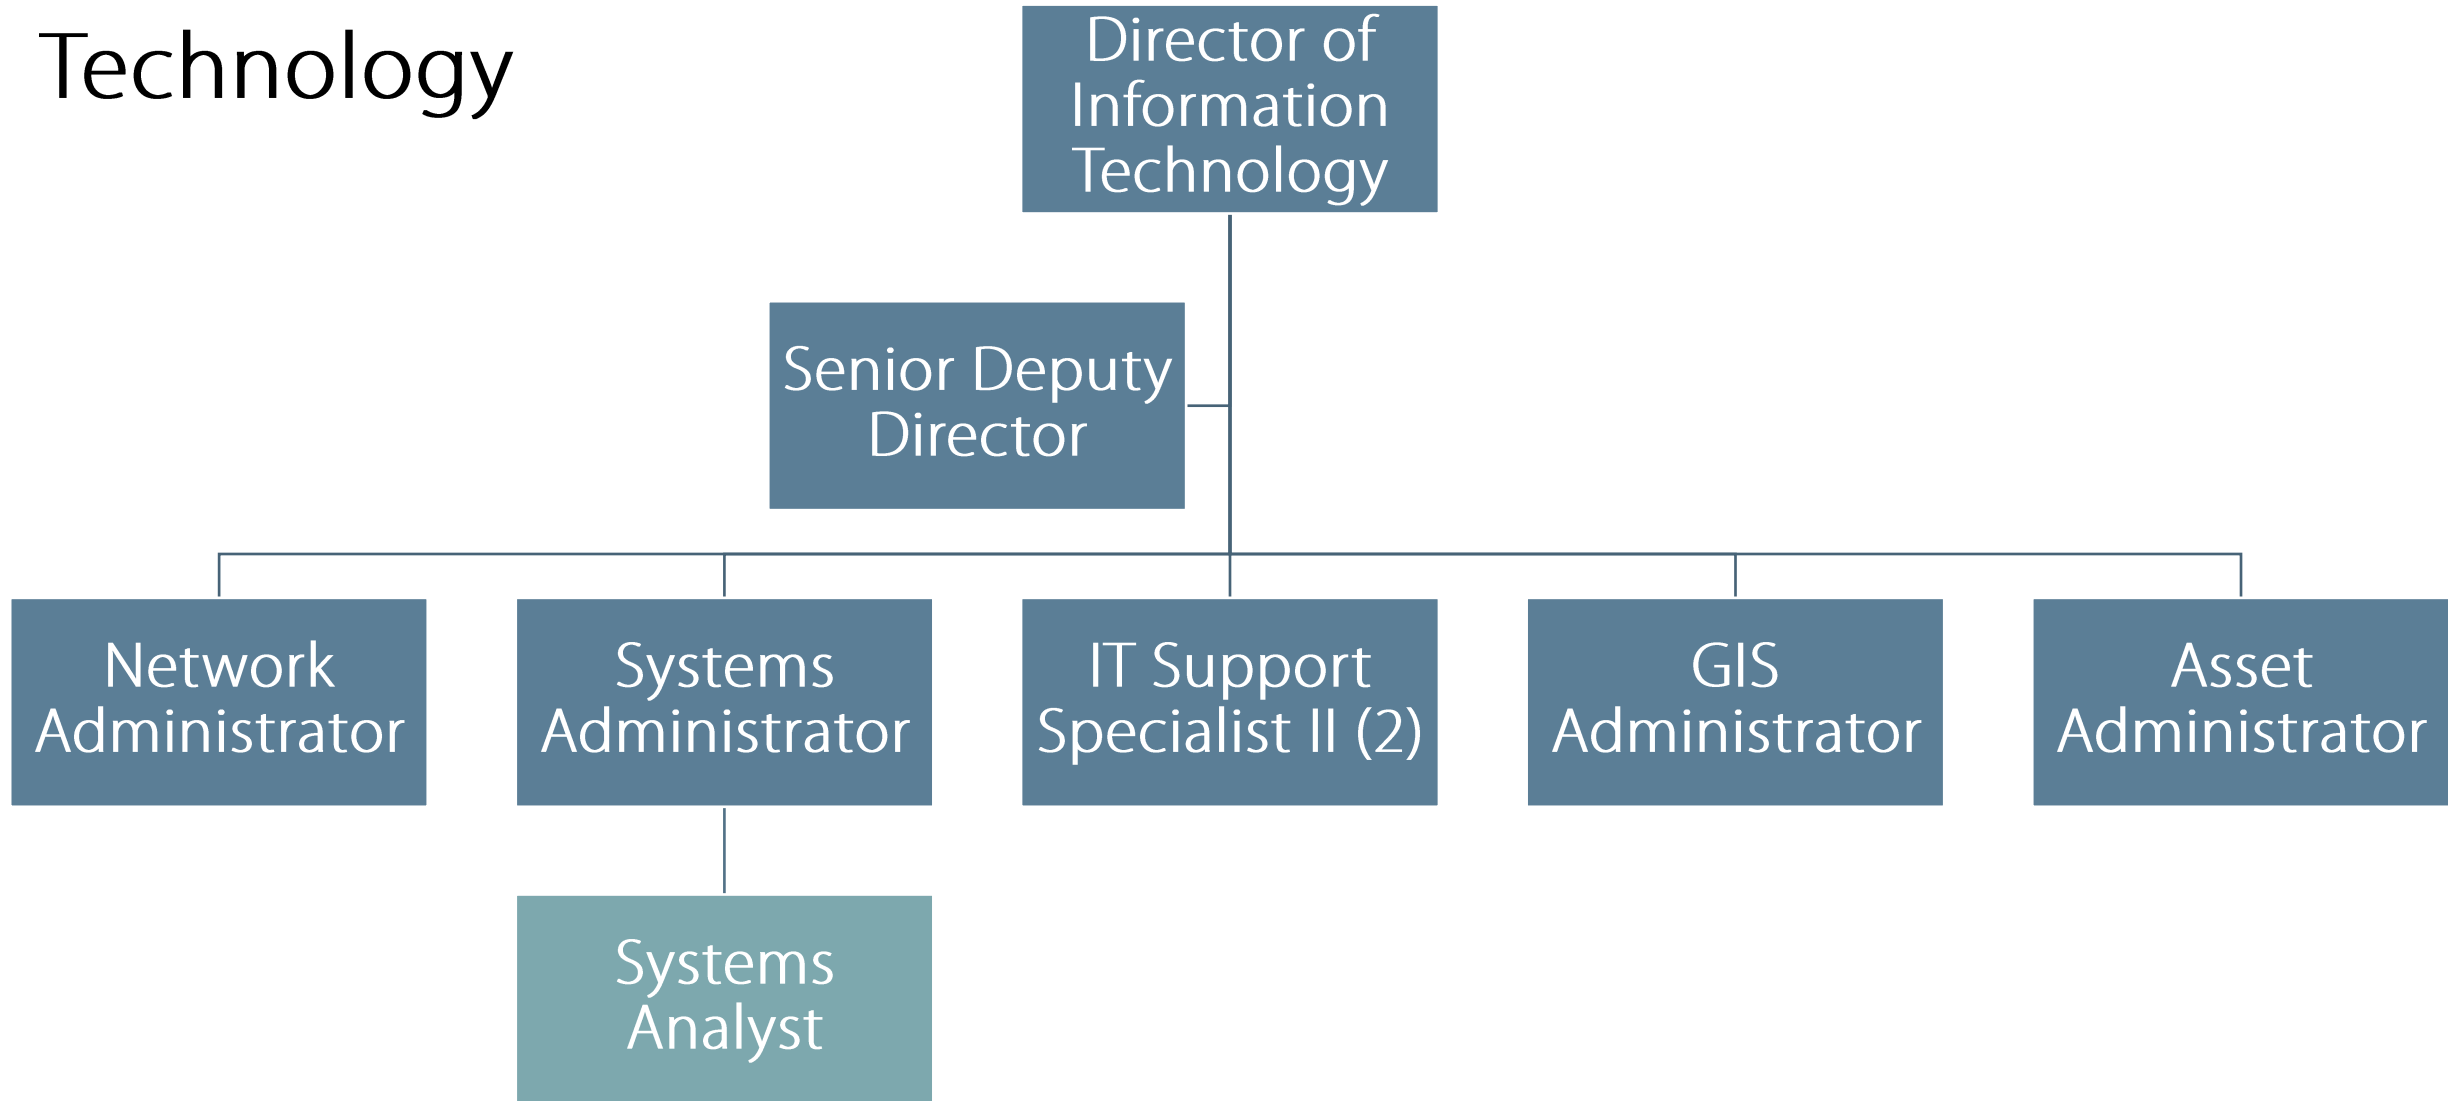 Technology
Director of
Information
Technology
Senior Deputy
Director
Network
Administrator
Systems
Administrator
IT Support
Specialist II (2)
GIS
Administrator
Asset
Administrator
Systems
Analyst